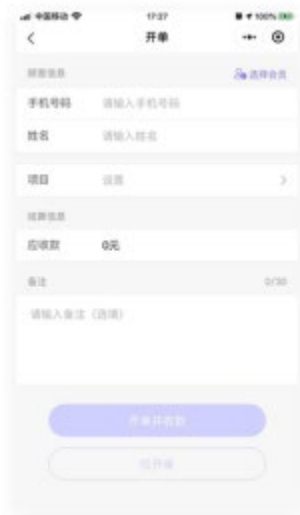 中国移动 17:27 100%
开单
顾客信息 选择会员
手机号码 请输入手机号码
姓名 请输入姓名
项目 设置
结算信息
应收款 0元
备注 0/30
请输入备注（选填）
开单并收款
仅开单